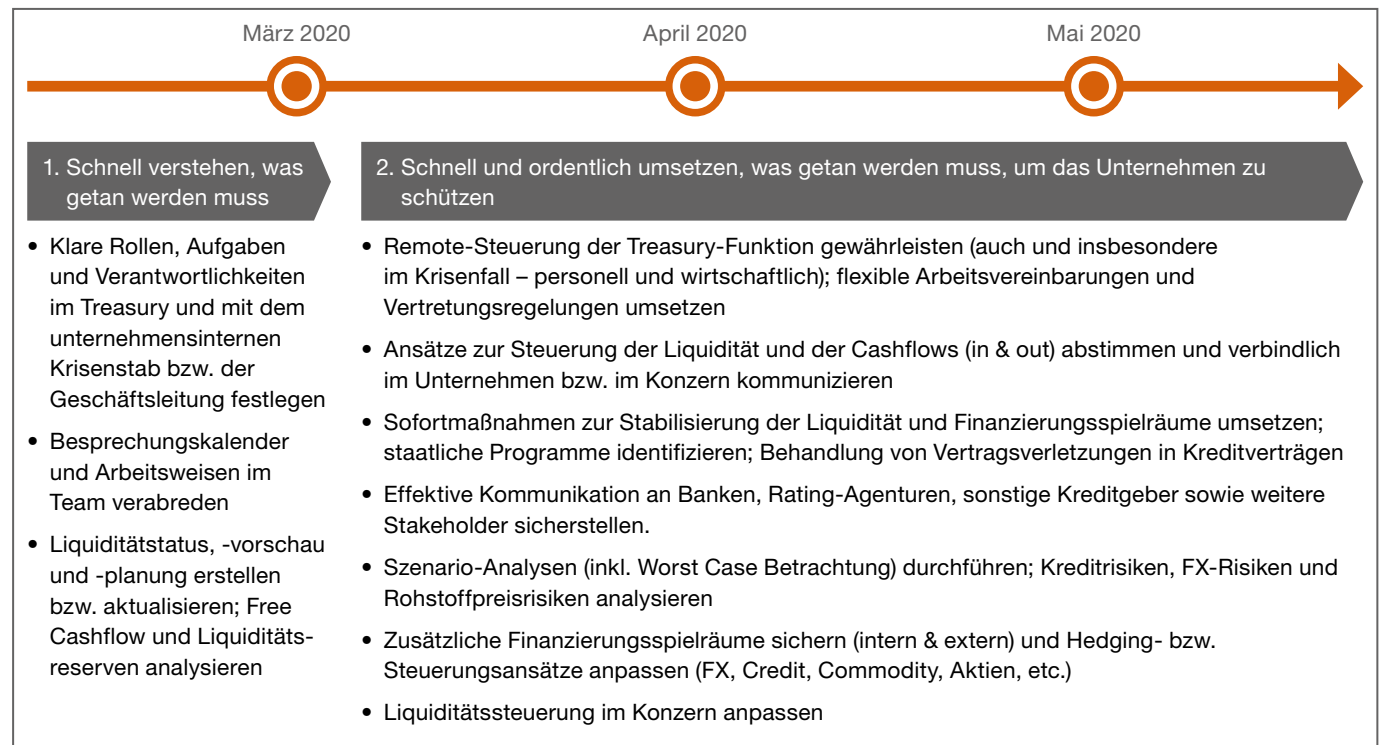 März 2020
April 2020
Mai 2020
1. Schnell verstehen, was
getan werden muss
• Klare Rollen, Aufgaben
und Verantwortlichkeiten
im Treasury und mit dem
unternehmensinternen
Krisenstab bzw. der
Geschäftsleitung festlegen
• Besprechungskalender
und Arbeitsweisen im
Team verabreden
• Liquiditätstatus, -vorschau
und -planung erstellen
bzw. aktualisieren; Free
Cashflow und Liquiditäts-
reserven analysieren
2. Schnell und ordentlich umsetzen, was getan werden muss, um das Unternehmen zu
schützen
• Remote-Steuerung der Treasury-Funktion gewährleisten (auch und insbesondere
im Krisenfall – personell und wirtschaftlich); flexible Arbeitsvereinbarungen und
Vertretungsregelungen umsetzen
• Ansätze zur Steuerung der Liquidität und der Cashflows (in & out) abstimmen und verbindlich
im Unternehmen bzw. im Konzern kommunizieren
• Sofortmaßnahmen zur Stabilisierung der Liquidität und Finanzierungsspielräume umsetzen;
staatliche Programme identifizieren; Behandlung von Vertragsverletzungen in Kreditverträgen
• Effektive Kommunikation an Banken, Rating-Agenturen, sonstige Kreditgeber sowie weitere
Stakeholder sicherstellen.
• Szenario-Analysen (inkl. Worst Case Betrachtung) durchführen; Kreditrisiken, FX-Risiken und
Rohstoffpreisrisiken analysieren
• Zusätzliche Finanzierungsspielräume sichern (intern & extern) und Hedging- bzw.
Steuerungsansätze anpassen (FX, Credit, Commodity, Aktien, etc.)
• Liquiditätssteuerung im Konzern anpassen